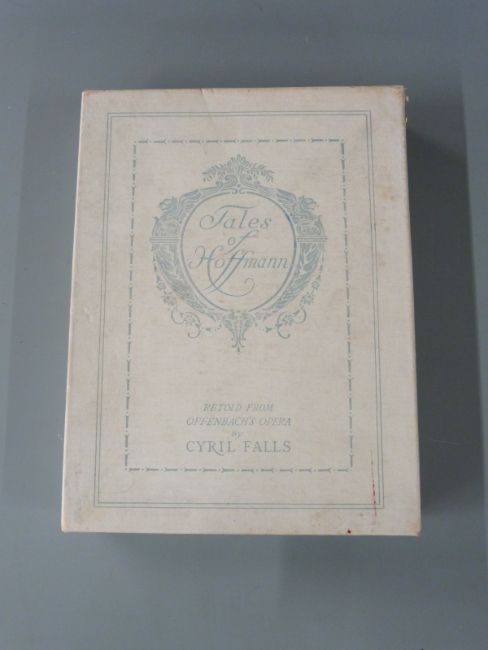 Tales
of
Hoffmann
RETOLD FROM
OFFENBACH'S OPERA
By
CYRIL FALLS